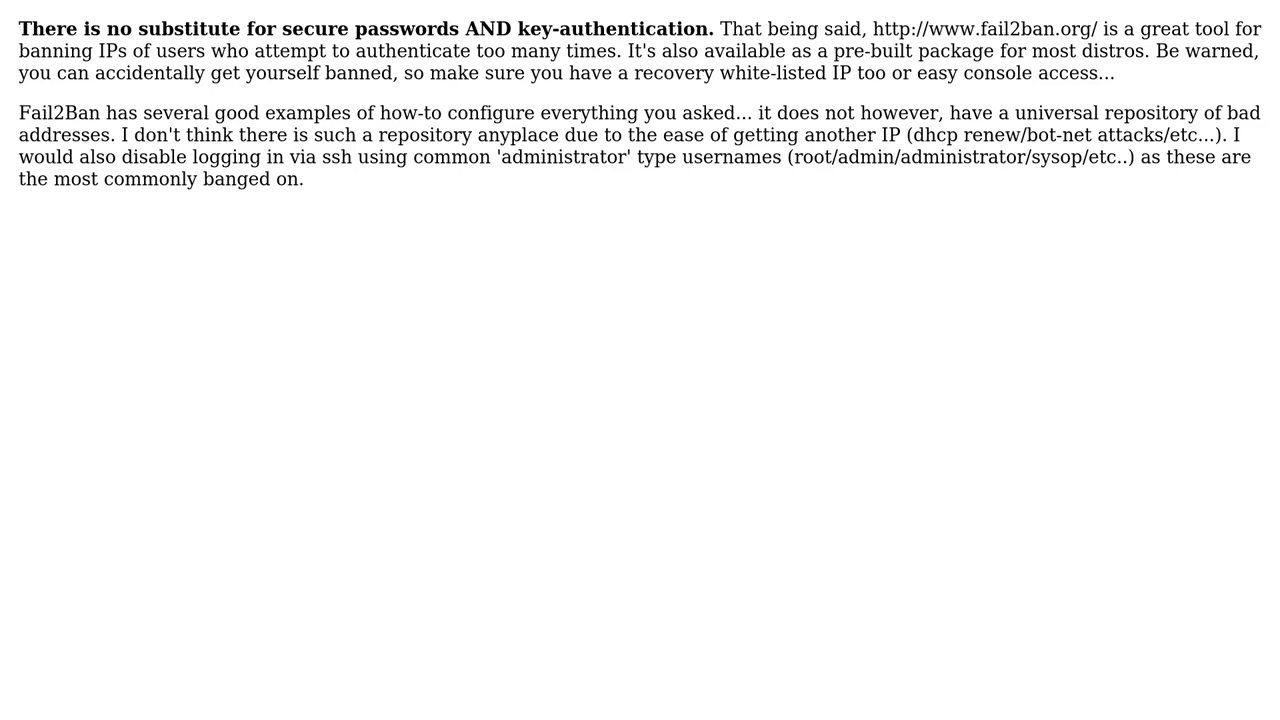 There is no substitute for secure passwords AND key-authentication. That being said, http://www.fail2ban.org/ is a great tool for
banning IPs of users who attempt to authenticate too many times. It's also available as a pre-built package for most distros. Be warned,
you can accidentally get yourself banned, so make sure you have a recovery white-listed IP too or easy console access...
Fail2Ban has several good examples of how-to configure everything you asked... it does not however, have a universal repository of bad
addresses. I don't think there is such a repository anyplace due to the ease of getting another IP (dhcp renew/bot-net attacks/etc...). I
would also disable logging in via ssh using common 'administrator' type usernames (root/admin/administrator/sysop/etc..) as these are
the most commonly banged on.